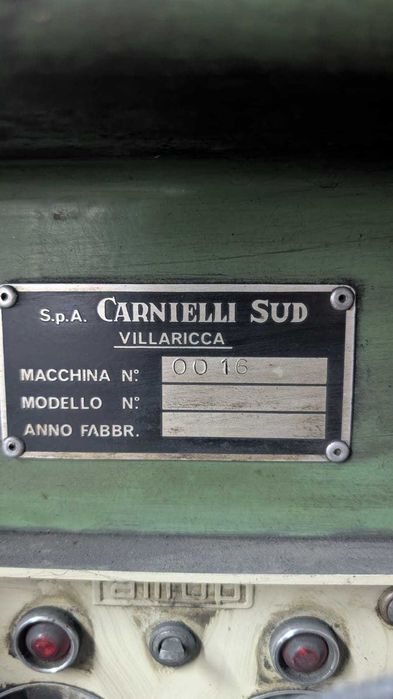 S.p.A. CARNIELLI SUD
VILLARICCA
MACCHINA N°: 0016
MODELLO N°:
ANNO FABBR.